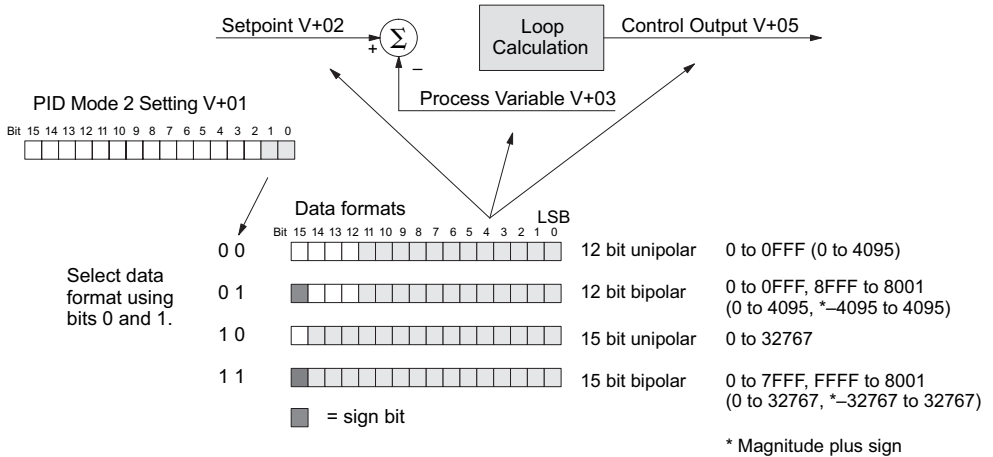 Setpoint V+02
+
Σ
–
Loop
Calculation
Control Output V+05
Process Variable V+03
PID Mode 2 Setting V+01
Bit 15 14 13 12 11 10 9 8 7 6 5 4 3 2 1 0
Data formats
LSB
Bit 15 14 13 12 11 10 9 8 7 6 5 4 3 2 1 0
Select data
format using
bits 0 and 1.
0 0
12 bit unipolar
0 to 0FFF (0 to 4095)
0 1
12 bit bipolar
0 to 0FFF, 8FFF to 8001
(0 to 4095, *–4095 to 4095)
1 0
15 bit unipolar
0 to 32767
1 1
15 bit bipolar
0 to 7FFF, FFFF to 8001
(0 to 32767, *–32767 to 32767)
= sign bit
* Magnitude plus sign